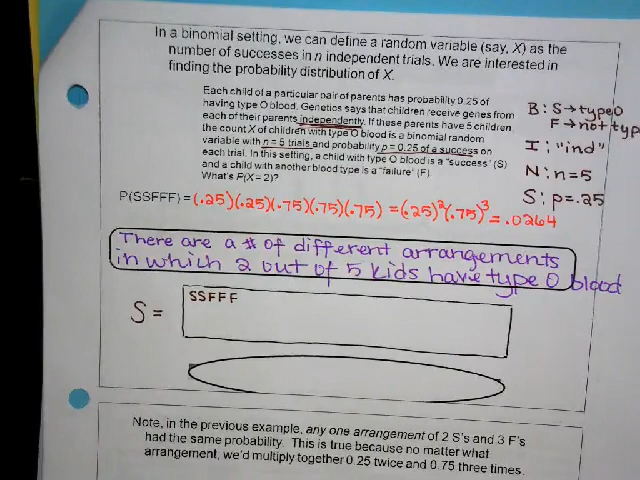 In a binomial setting, we can define a random variable (say, X) as the
number of successes in n independent trials. We are interested in
finding the probability distribution of X.
Each child of a particular pair of parents has probability 0.25 of
having type O blood. Genetics says that children receive genes from
each of their parents independently. If these parents have 5 children,
the count X of children with type O blood is a binomial random
variable with n = 5 trials and probability p = 0.25 of a success on
each trial. In this setting, a child with type O blood is a "success" (S)
and a child with another blood type is a "failure" (F).
What's P(X = 2)?
B: S→type O
F→not typ
I: "ind"
N: n=5
S: p=.25
P(SSFFF) = (.25)(.25)(.75)(.75)(.75) = (.25)²(.75)³ = .0264
There are a # of different arrangements
in which 2 out of 5 kids have type O blood
S =
SSFFF
Note, in the previous example, any one arrangement of 2 S's and 3 F's
had the same probability. This is true because no matter what
arrangement, we'd multiply together 0.25 twice and 0.75 three times.